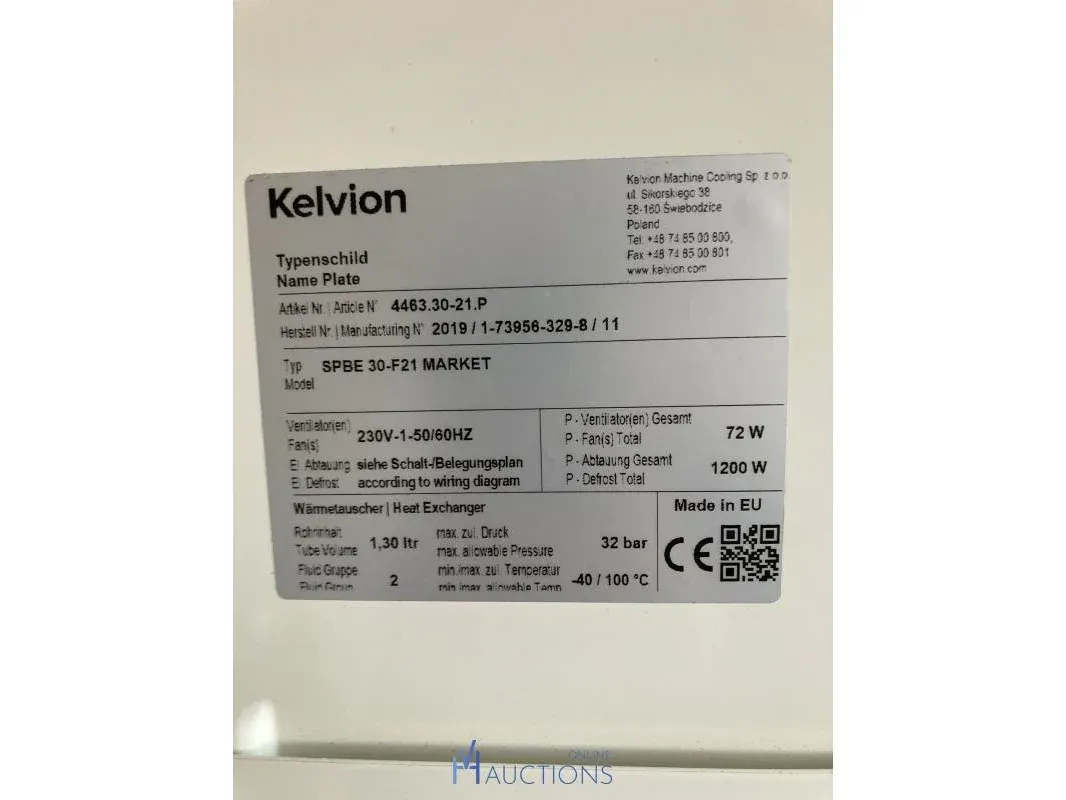 Kelvion
Kelvion Machine Cooling Sp. z o.o.
ul. Sikorskiego 38
58-160 Świebodzice
Poland
Tel. +48 74 85 00 800,
Fax +48 74 85 00 801
www.kelvion.com
Typenschild
Name Plate
Artikel Nr. | Article N° 4463.30-21.P
Herstell Nr. | Manufacturing N° 2019 / 1-73956-329-8 / 11
Typ SPBE 30-F21 MARKET
Model
Ventilator(en) 230V-1-50/60HZ
Fan(s)
El. Abtauung siehe Schalt-/Belegungsplan
El. Defrost according to wiring diagram
P - Ventilator(en) Gesamt 72 W
P - Fan(s) Total
P - Abtauung Gesamt 1200 W
P - Defrost Total
Wärmetauscher | Heat Exchanger
Rohrinhalt 1,30 ltr
Tube Volume
Fluid Gruppe 2
Fluid Group
max. zul. Druck 32 bar
max. allowable Pressure
min./max. zul. Temperatur -40 / 100 °C
min./max. allowable Temp.
Made in EU
CE
ONLINE
AUCTIONS